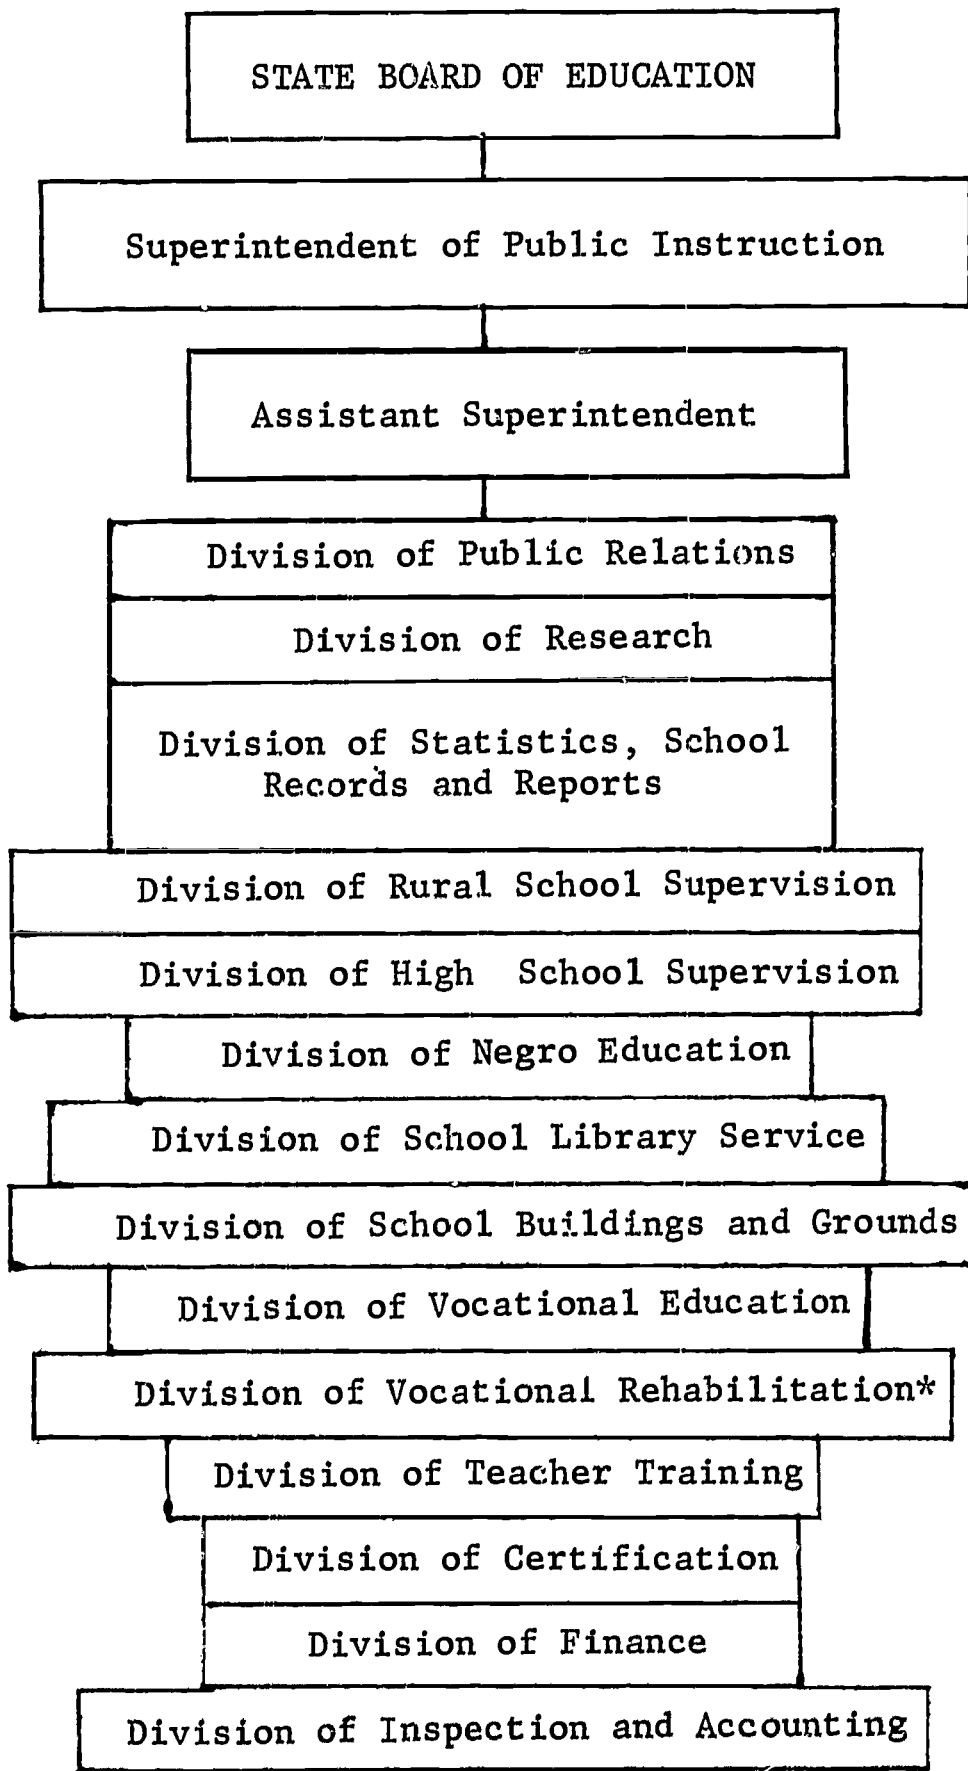 STATE BOARD OF EDUCATION
Superintendent of Public Instruction
Assistant Superintendent
Division of Public Relations
Division of Research
Division of Statistics, School
Records and Reports
Division of Rural School Supervision
Division of High School Supervision
Division of Negro Education
Division of School Library Service
Division of School Buildings and Grounds
Division of Vocational Education
Division of Vocational Rehabilitation*
Division of Teacher Training
Division of Certification
Division of Finance
Division of Inspection and Accounting